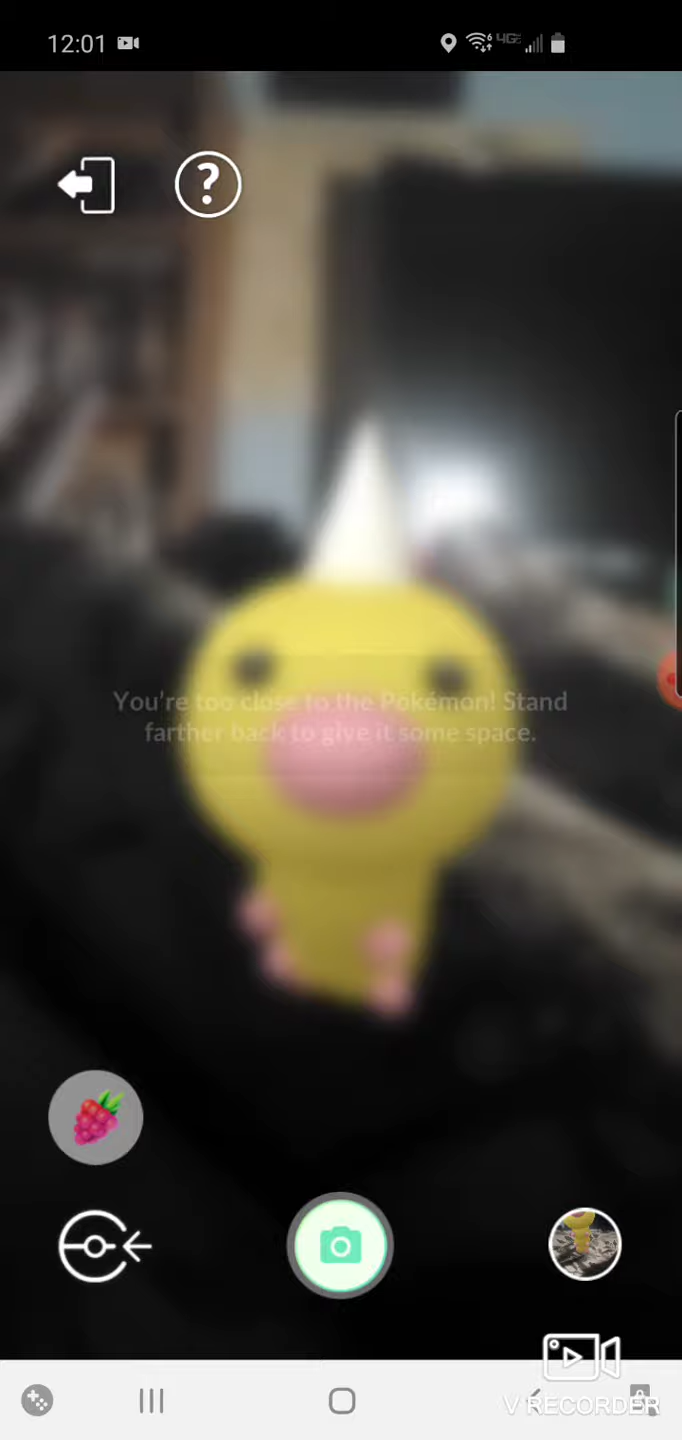 12:01
You're too close to the Pokémon! Stand
farther back to give it some space.
V RECORDER